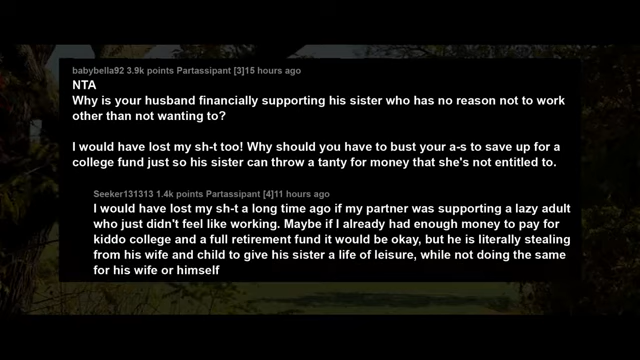 babybella92 3.9k points Partassipant [3]15 hours ago
NTA
Why is your husband financially supporting his sister who has no reason not to work
other than not wanting to?
I would have lost my sh-t too! Why should you have to bust your a-s to save up for a
college fund just so his sister can throw a tanty for money that she's not entitled to.
Seeker131313 1.4k points Partassipant [4]11 hours ago
I would have lost my sh-t a long time ago if my partner was supporting a lazy adult
who just didn't feel like working. Maybe if I already had enough money to pay for
kiddo college and a full retirement fund it would be okay, but he is literally stealing
from his wife and child to give his sister a life of leisure, while not doing the same
for his wife or himself